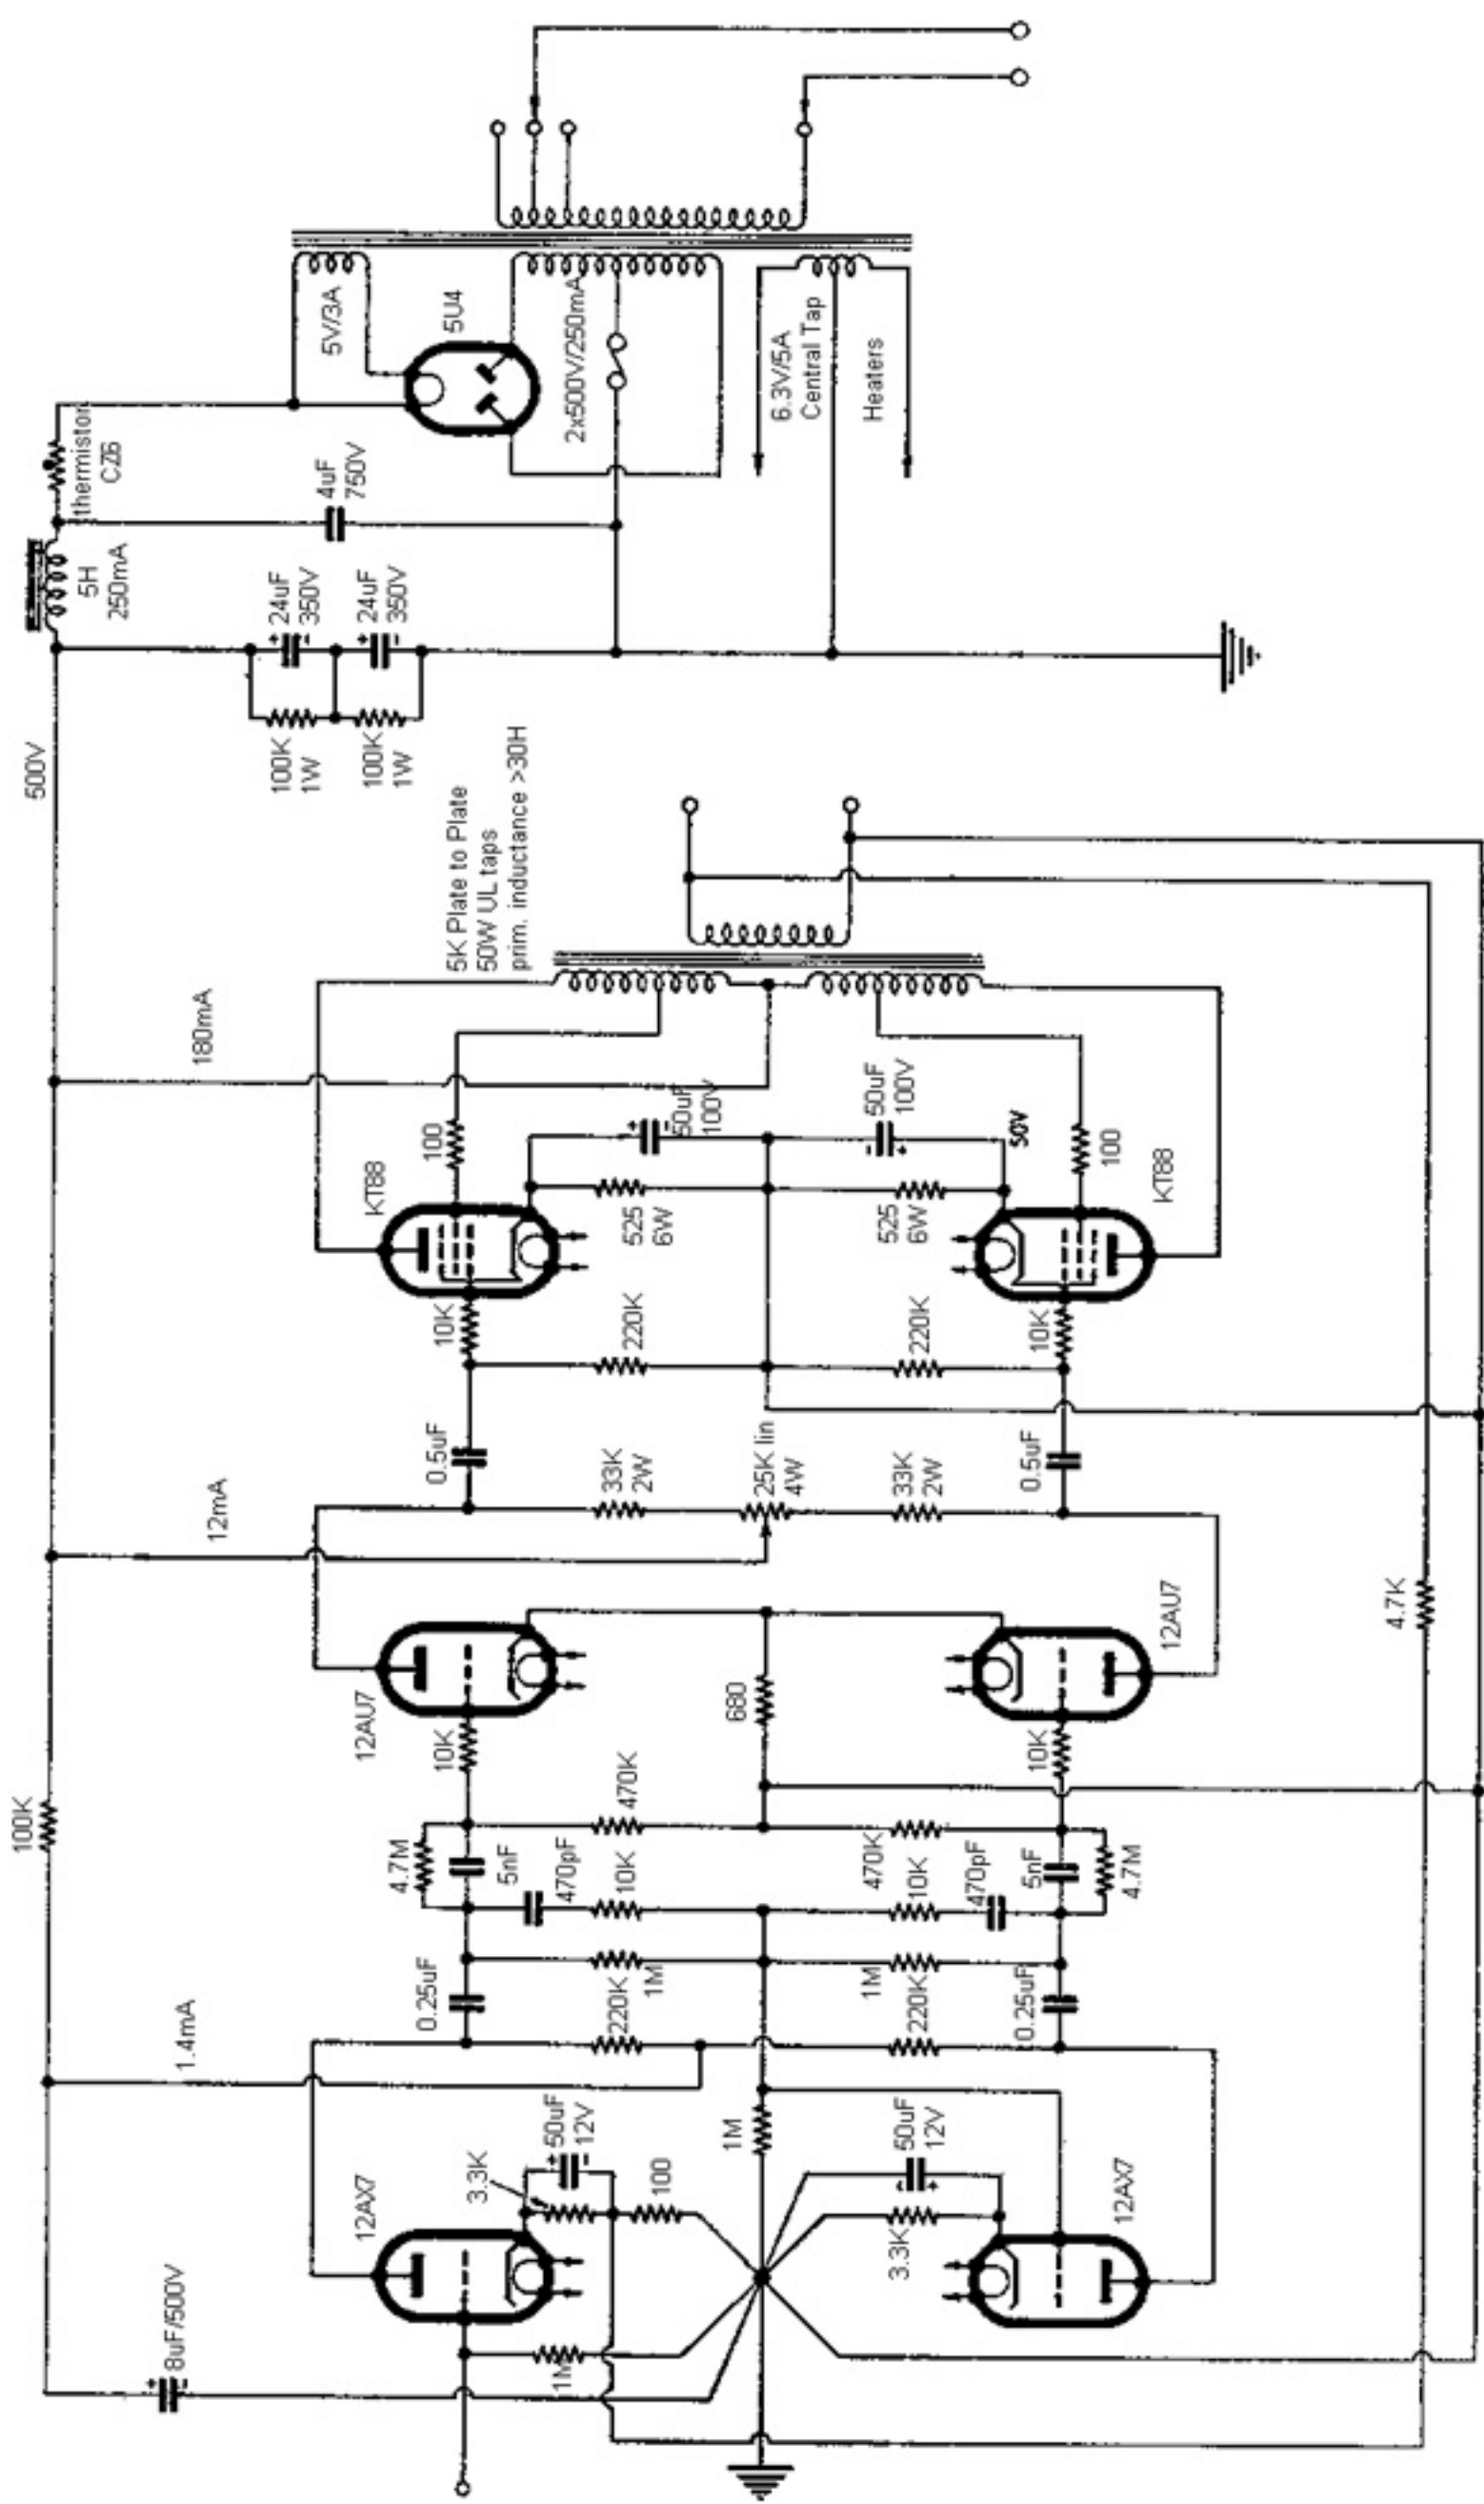 8uF/500V
1.4mA
100K
12mA
180mA
500V
5H
250mA
thermistor
CZ6
4uF
750V
24uF
350V
24uF
350V
100K
1W
100K
1W
5V/3A
5U4
2x500V/250mA
6.3V/5A
Central Tap
Heaters
5K Plate to Plate
50W UL taps
prim. inductance >30H
12AX7
3.3K
50uF
12V
100
1M
1M
0.25uF
220K
1M
4.7M
5nF
470pF
10K
470K
10K
12AU7
680
0.5uF
33K
2W
25K lin
4W
33K
2W
0.5uF
10K
220K
KT88
100
525
6W
50uF
100V
50uF
100V
50V
525
6W
220K
10K
100
KT88
12AU7
10K
470K
10K
470pF
5nF
4.7M
1M
220K
0.25uF
50uF
12V
3.3K
12AX7
4.7K